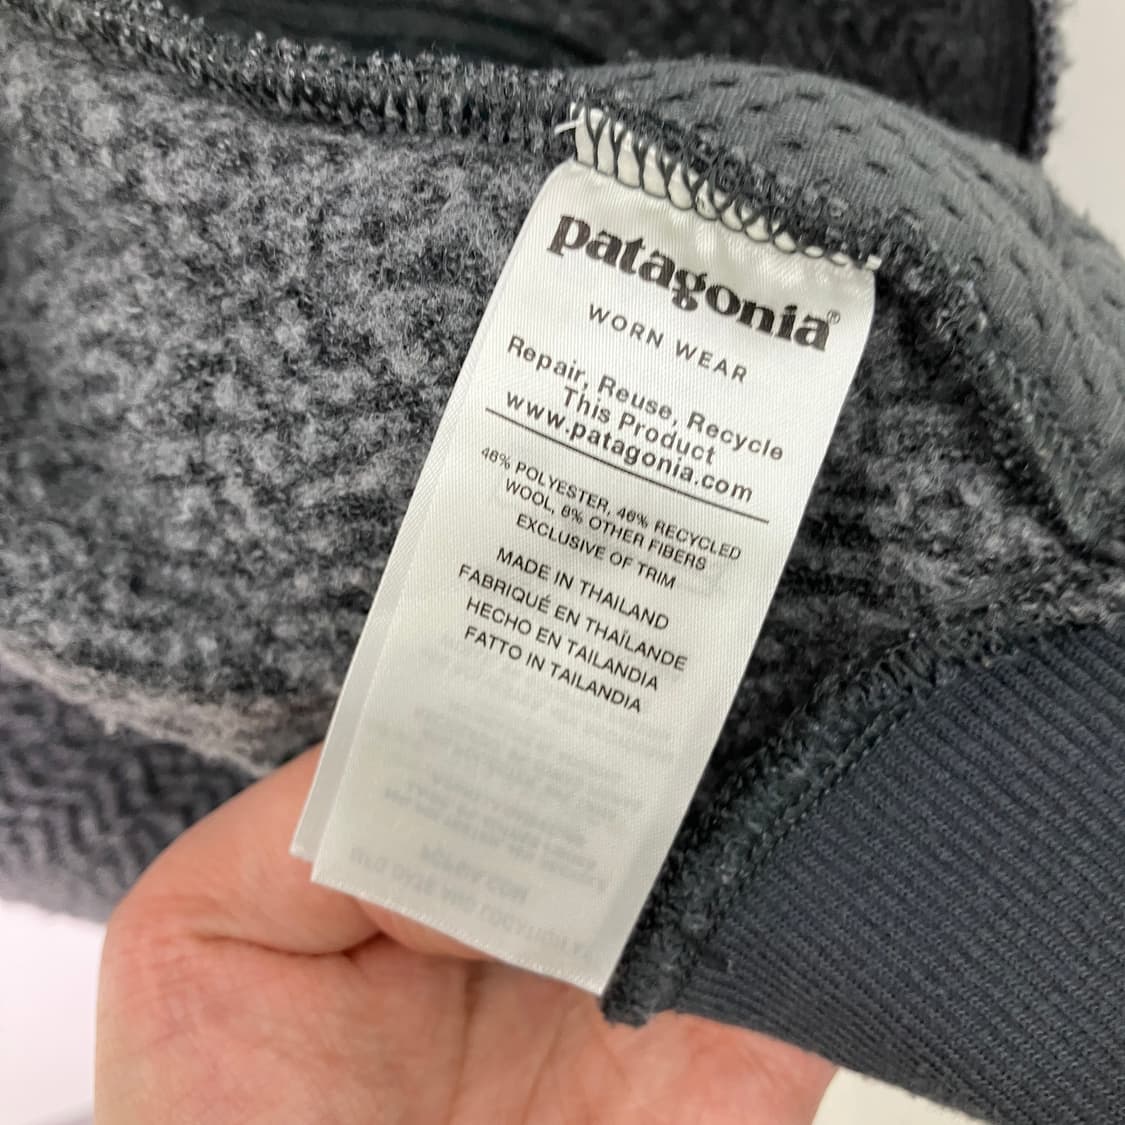 patagonia®
WORN WEAR
Repair, Reuse, Recycle
This Product
www.patagonia.com
46% POLYESTER, 46% RECYCLED
WOOL, 8% OTHER FIBERS
EXCLUSIVE OF TRIM
MADE IN THAILAND
FABRIQUÉ EN THAÏLANDE
HECHO EN TAILANDIA
FATTO IN TAILANDIA